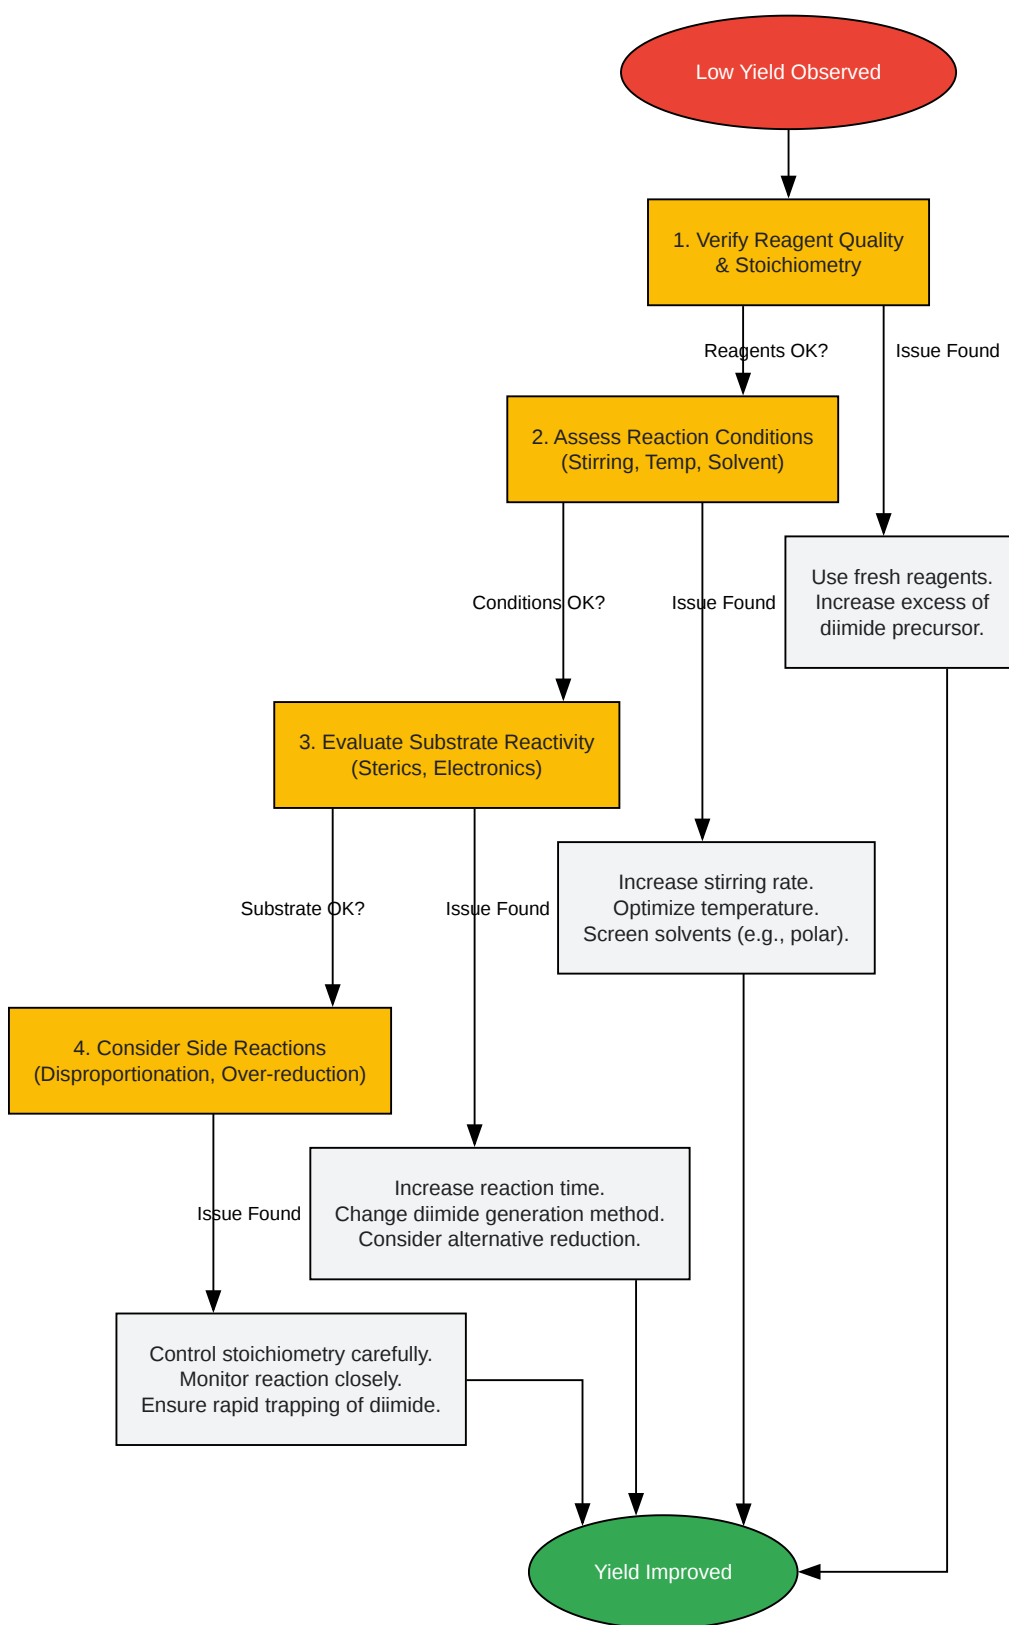 Low Yield Observed
1. Verify Reagent Quality
& Stoichiometry
Reagents OK?
Issue Found
2. Assess Reaction Conditions
(Stirring, Temp, Solvent)
Use fresh reagents.
Increase excess of
diimide precursor.
Conditions OK?
Issue Found
3. Evaluate Substrate Reactivity
(Sterics, Electronics)
Increase stirring rate.
Optimize temperature.
Screen solvents (e.g., polar).
Substrate OK?
Issue Found
4. Consider Side Reactions
(Disproportionation, Over-reduction)
Increase reaction time.
Change diimide generation method.
Consider alternative reduction.
Issue Found
Control stoichiometry carefully.
Monitor reaction closely.
Ensure rapid trapping of diimide.
Yield Improved